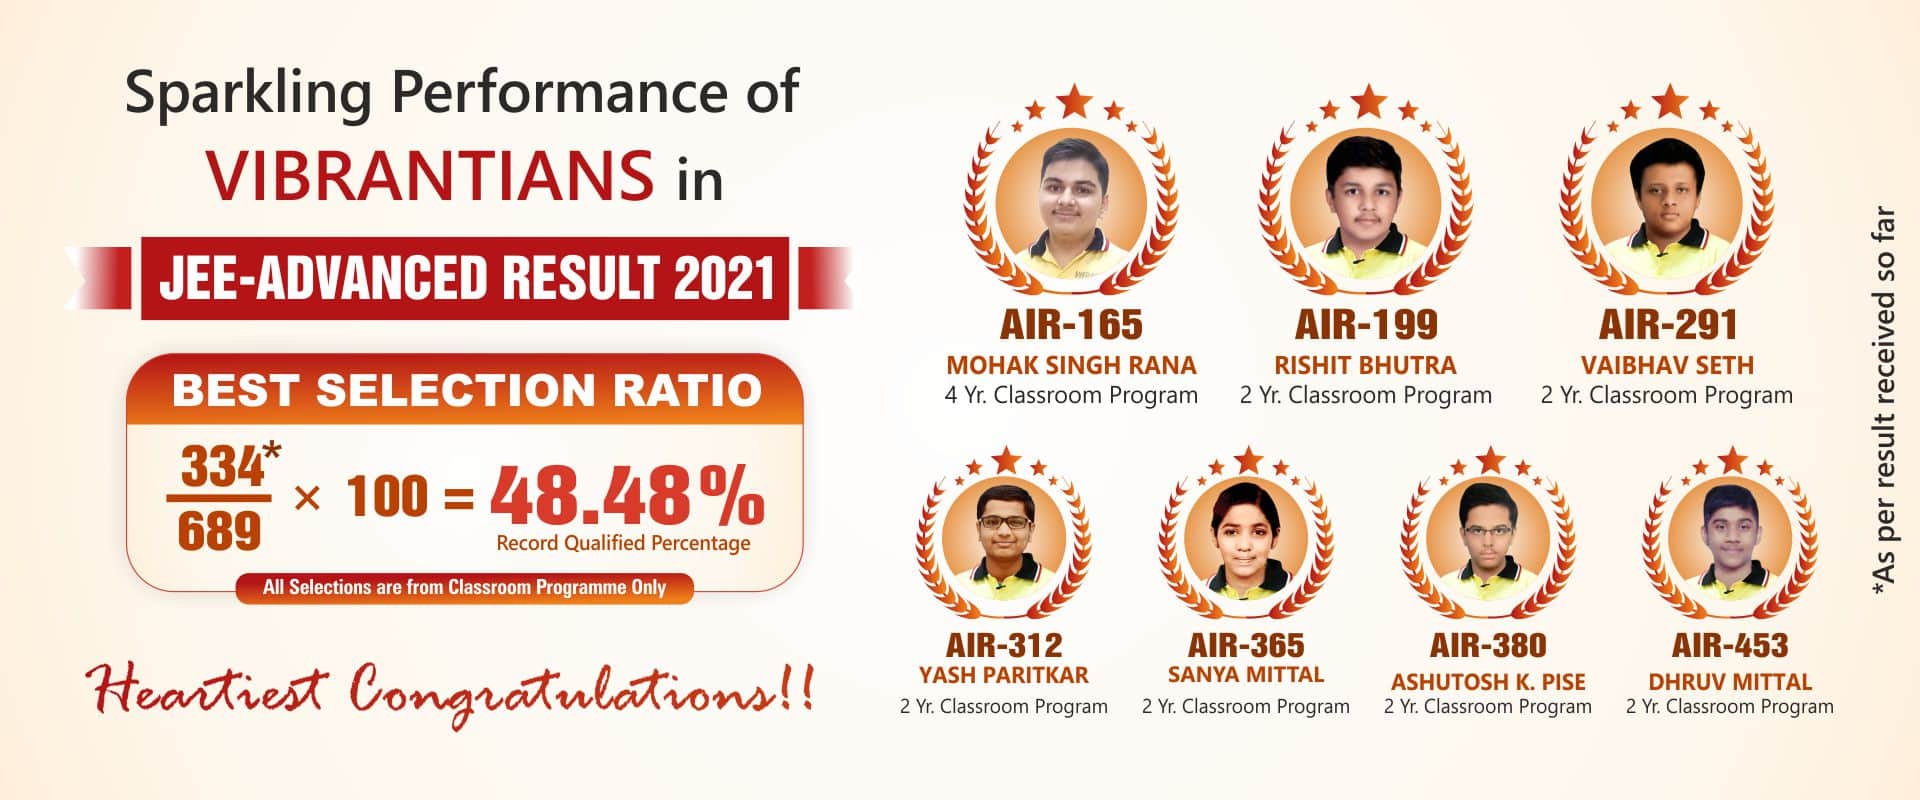 Sparkling Performance of
VIBRANTIANS in
JEE-ADVANCED RESULT 2021
BEST SELECTION RATIO
334*
689
× 100 = 48.48%
Record Qualified Percentage
All Selections are from Classroom Programme Only
Heartiest Congratulations!!
AIR-165
MOHAK SINGH RANA
4 Yr. Classroom Program
AIR-199
RISHIT BHUTRA
2 Yr. Classroom Program
AIR-291
VAIBHAV SETH
2 Yr. Classroom Program
AIR-312
YASH PARITKAR
2 Yr. Classroom Program
AIR-365
SANYA MITTAL
2 Yr. Classroom Program
AIR-380
ASHUTOSH K. PISE
2 Yr. Classroom Program
AIR-453
DHRUV MITTAL
2 Yr. Classroom Program
*As per result received so far